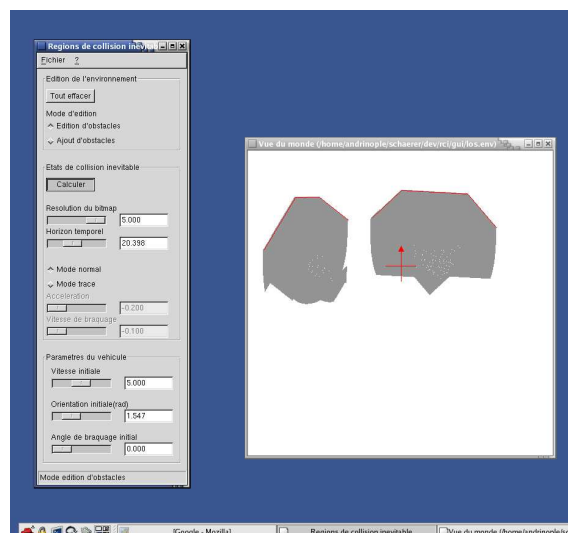 Regions de collision inevitab
Fichier ?
Edition de l'environnement
Tout effacer
Mode d'edition
Edition d'obstacles
Ajout d'obstacles
Etats de collision inevitable
Calculer
Resolution du bitmap
5.000
Horizon temporel
20.398
Mode normal
Mode trace
Acceleration
-0.200
Vitesse de braquage
-0.100
Parametres du vehicule
Vitesse initiale
5.000
Orientation initiale(rad)
1.547
Angle de braquage initial
0.000
Mode edition d'obstacles
Vue du monde (/home/andrinople/schaerer/dev/rci/gui/los.env)
[Google - Mozilla]
Regions de collision inevitable
Vue du monde (/home/andrinople/sc